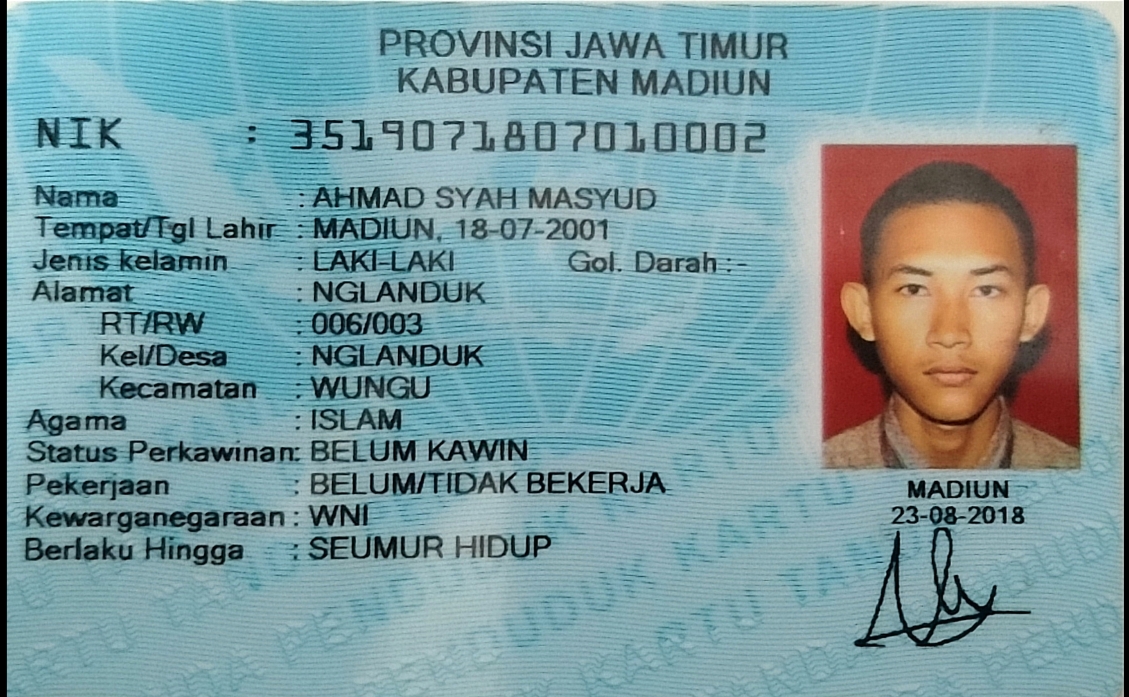 PROVINSI JAWA TIMUR
KABUPATEN MADIUN
NIK : 3519071807010002
Nama : AHMAD SYAH MASYUD
Tempat/Tgl Lahir : MADIUN, 18-07-2001
Jenis kelamin : LAKI-LAKI Gol. Darah :-
Alamat : NGLANDUK
RT/RW : 006/003
Kel/Desa : NGLANDUK
Kecamatan : WUNGU
Agama : ISLAM
Status Perkawinan: BELUM KAWIN
Pekerjaan : BELUM/TIDAK BEKERJA
Kewarganegaraan : WNI
Berlaku Hingga : SEUMUR HIDUP
MADIUN
23-08-2018